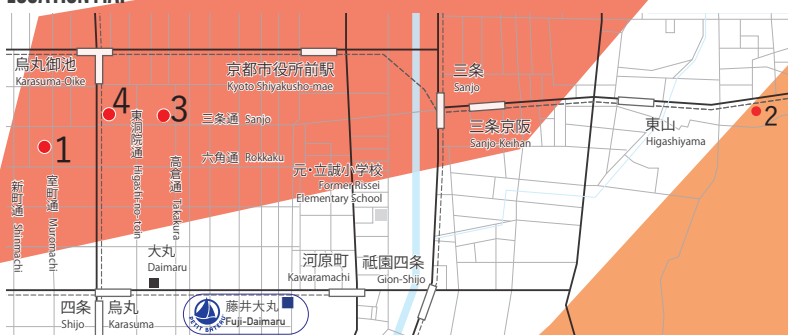 LOCATION MAP
烏丸御池
Karasuma-Oike
京都市役所前駅
Kyoto Shiyakusho-mae
三条
Sanjo
4
3
三条通 Sanjo
東洞院通 Higashi-no-toin
三条京阪
Sanjo-Keihan
東山
Higashiyama
2
1
六角通 Rokkaku
高倉通 Takakura
元・立誠小学校
Former Rissei
Elementary School
新町通 Shinmachi
室町通 Muromachi
大丸
Daimaru
河原町
Kawaramachi
祇園四条
Gion-Shijo
四条
Shijo
烏丸
Karasuma
PETIT BATEAU
藤井大丸
Fuji-Daimaru